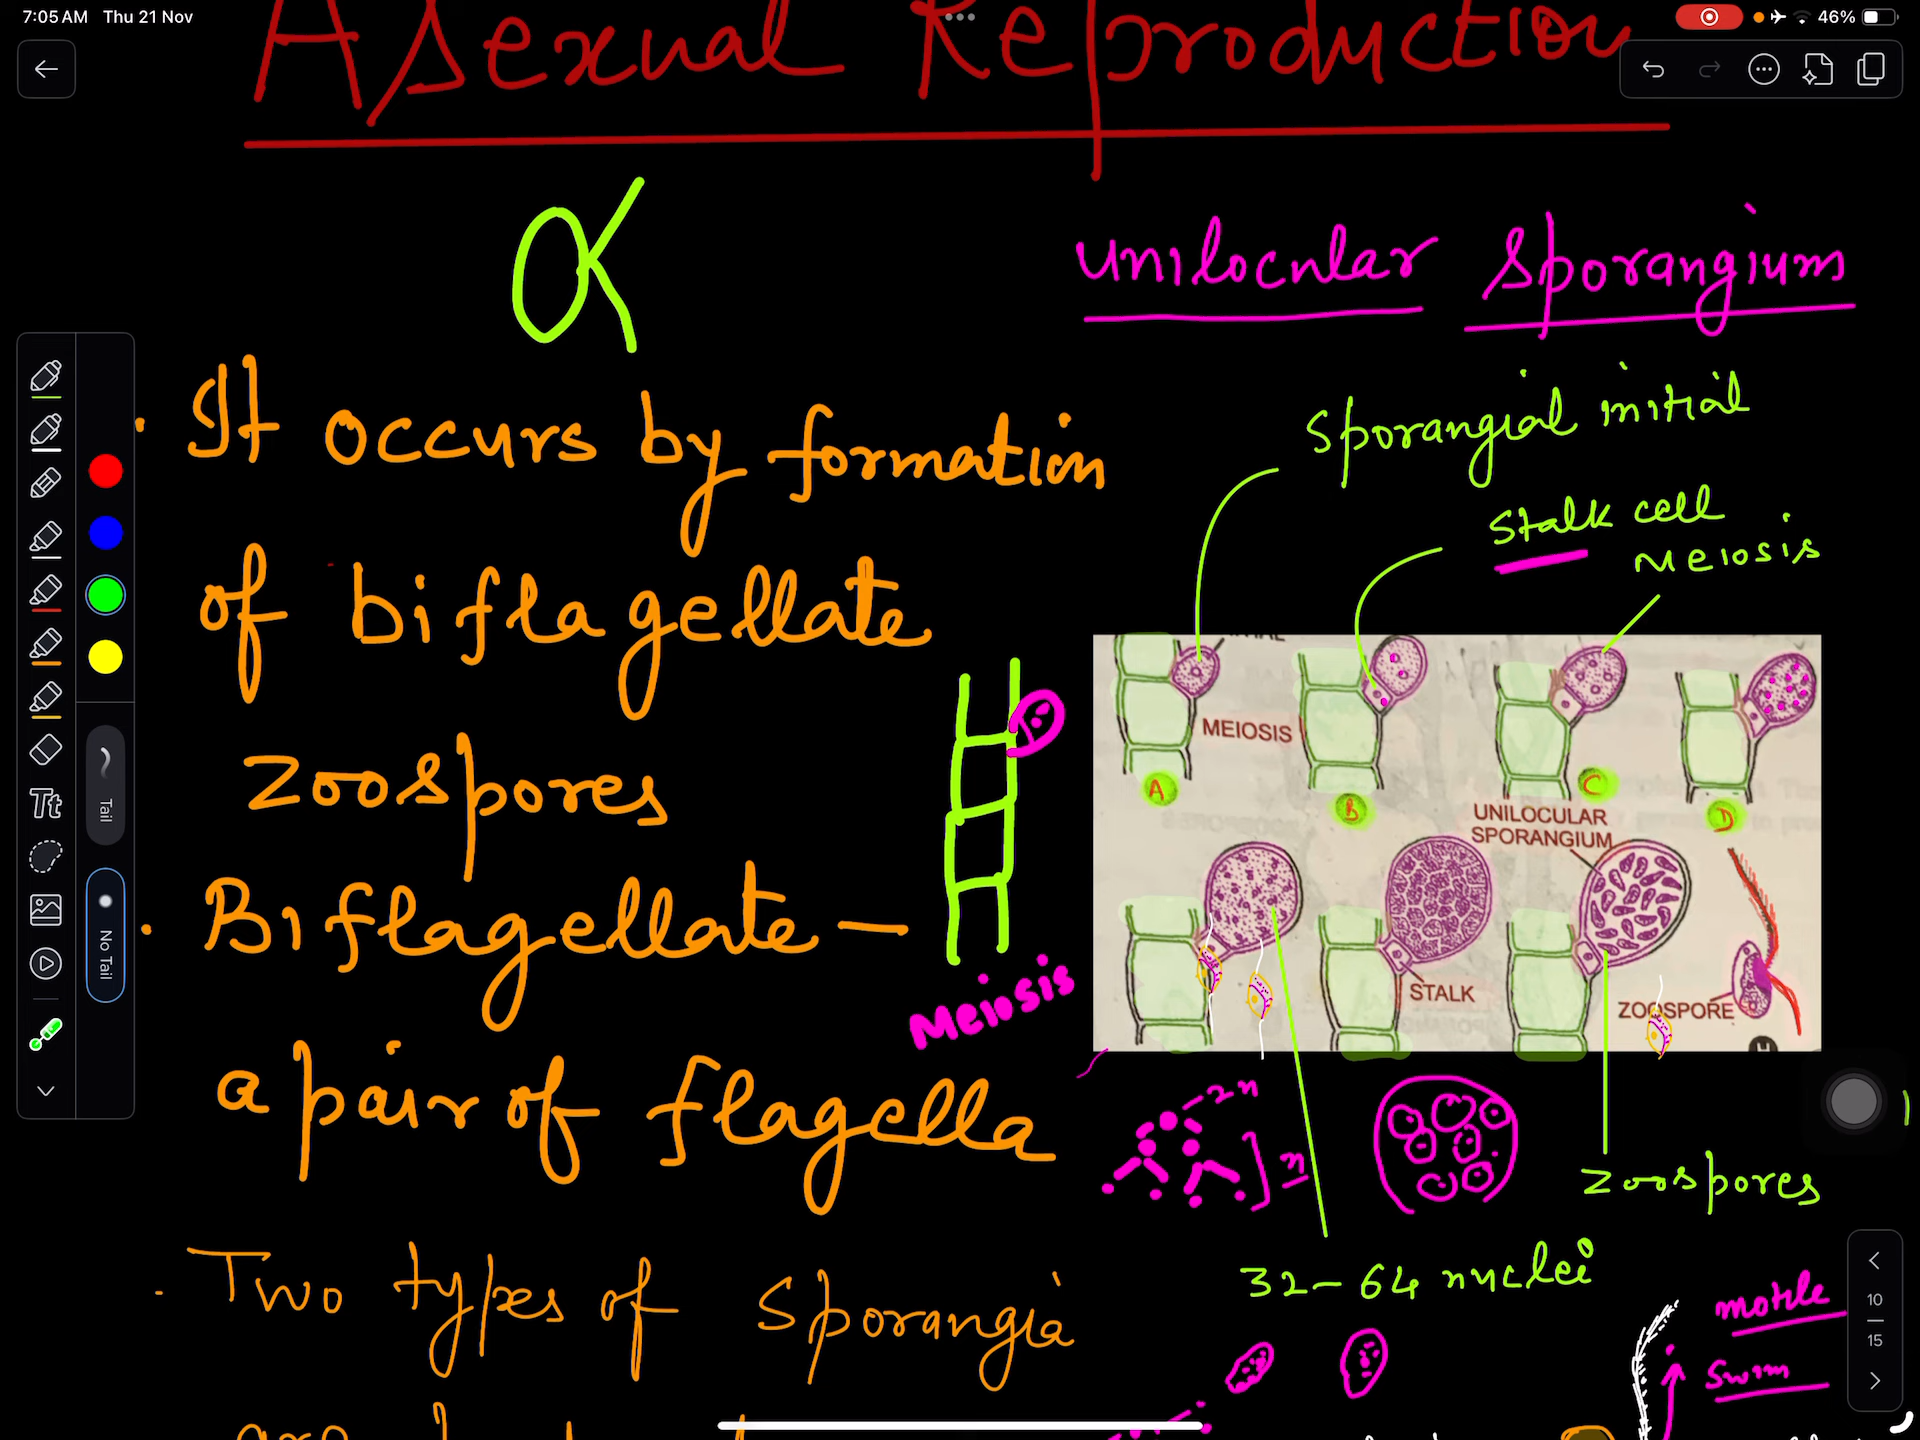 7:05 AM Thu 21 Nov
46%
Asexual Reproduction
α
unilocular Sporangium
· It occurs by formation
of biflagellate
zoospores
· Biflagellate —
a pair of flagella
· Two types of Sporangia
Sporangial initial
Stalk cell
Meiosis
MEIOSIS
A
B
C
D
UNILOCULAR
SPORANGIUM
STALK
ZOOSPORE
Meiosis
2n
n
zoospores
32-64 nuclei
motile
swim
Tt
Tail
No Tail
10
15